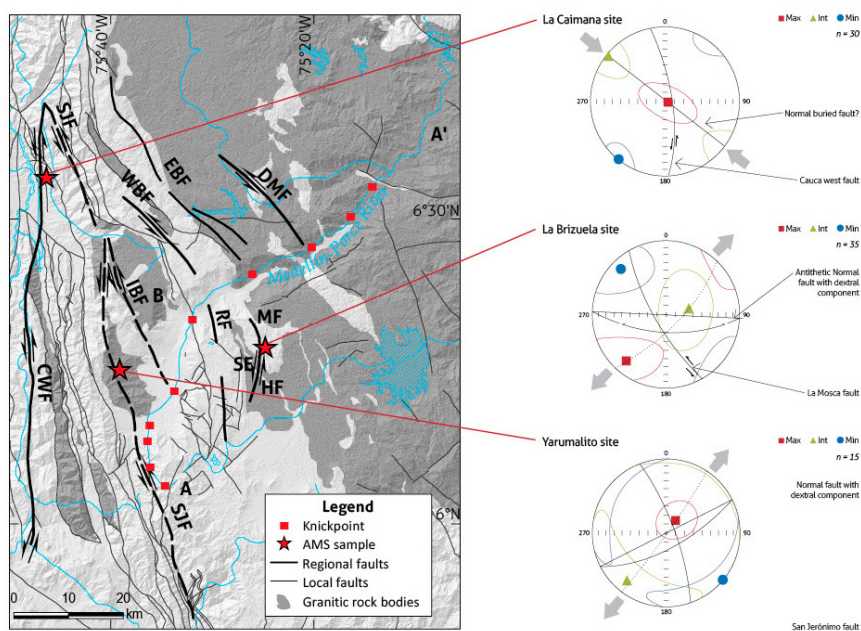 75°40'
75°20'
6°30'N
6°N
SJF
EBF
WBF
DMF
A'
Medellín-Porce River
IBF
B
RF
MF
SE
HF
CWF
A
SJF
0 10 20 km
Legend
Knickpoint
AMS sample
Regional faults
Local faults
Granitic rock bodies
La Caimana site
Max Int Min
n = 30
0
270
90
180
Normal buried fault?
Cauca west fault
La Brizuela site
Max Int Min
n = 35
0
270
90
180
Antithetic Normal
fault with dextral
component
La Mosca fault
Yarumalito site
Max Int Min
n = 15
0
270
90
180
Normal fault with
dextral component
San Jerónimo fault